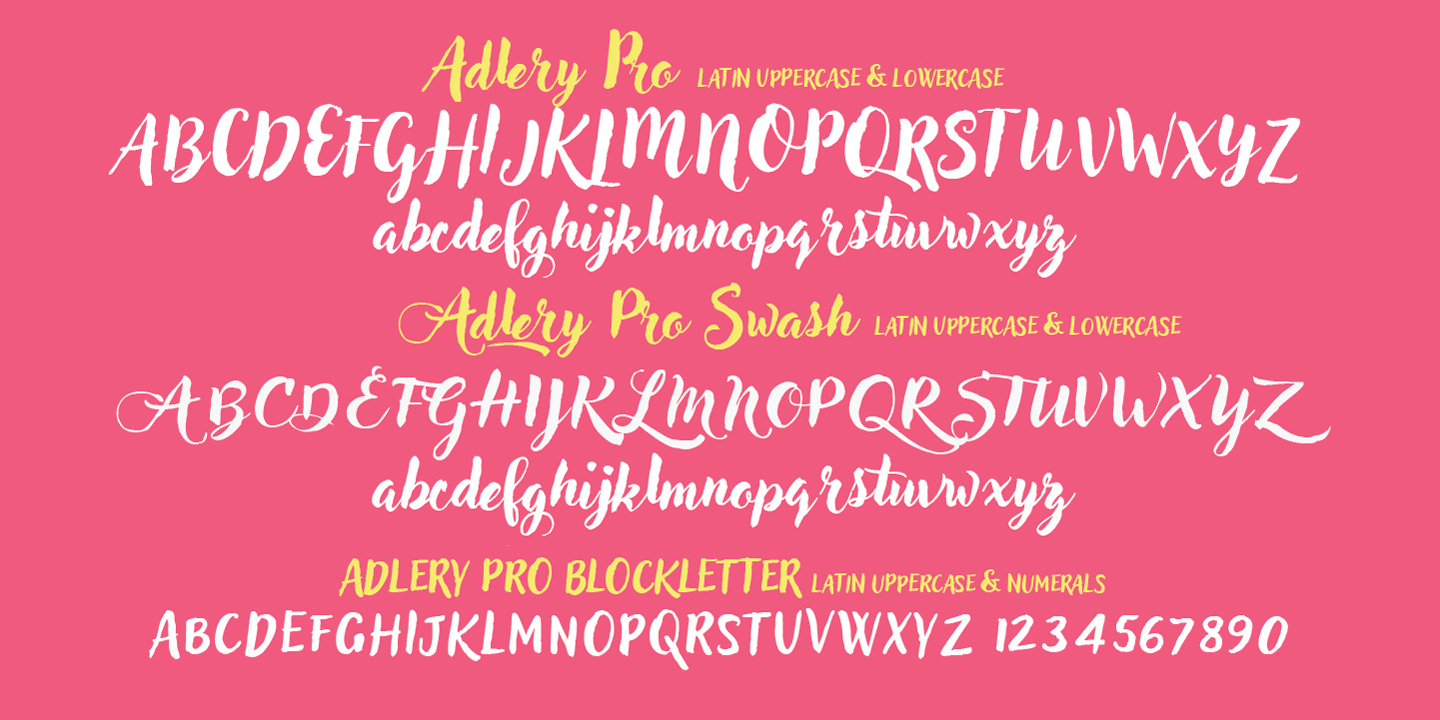 Adlery Pro LATIN UPPERCASE & LOWERCASE
ABCDEFGHIJKLMNOPQRSTUVWXYZ
abcdefghijklmnopqrstuvwxyz
Adlery Pro Swash LATIN UPPERCASE & LOWERCASE
ABCDEFGHIJKLMNOPQRSTUVWXYZ
abcdefghijklmnopqrstuvwxyz
ADLERY PRO BLOCKLETTER LATIN UPPERCASE & NUMERALS
ABCDEFGHIJKLMNOPQRSTUVWXYZ 1234567890